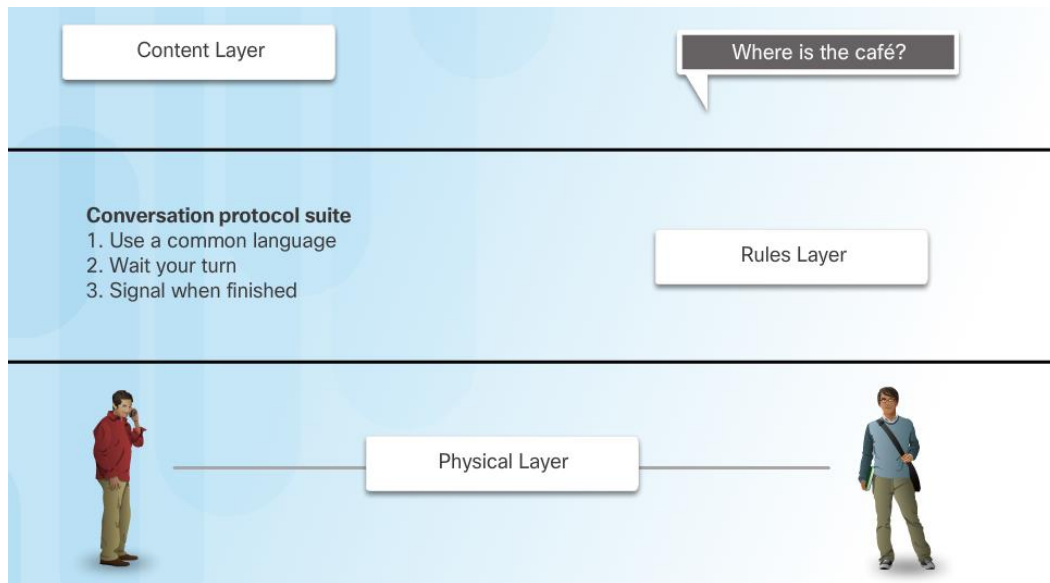 Content Layer
Where is the café?
Conversation protocol suite
1. Use a common language
2. Wait your turn
3. Signal when finished
Rules Layer
Physical Layer